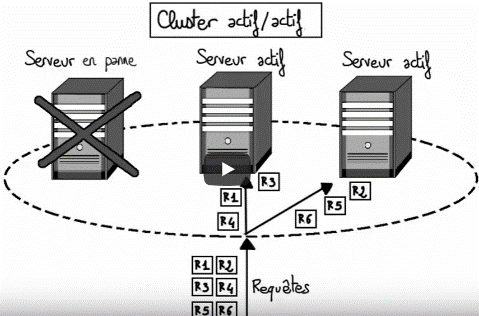 Cluster actif/actif
Serveur en panne
Serveur actif
Serveur actif
R1
R3
R4
R2
R5
R6
R1 R2
R3 R4
R5 R6
Requêtes